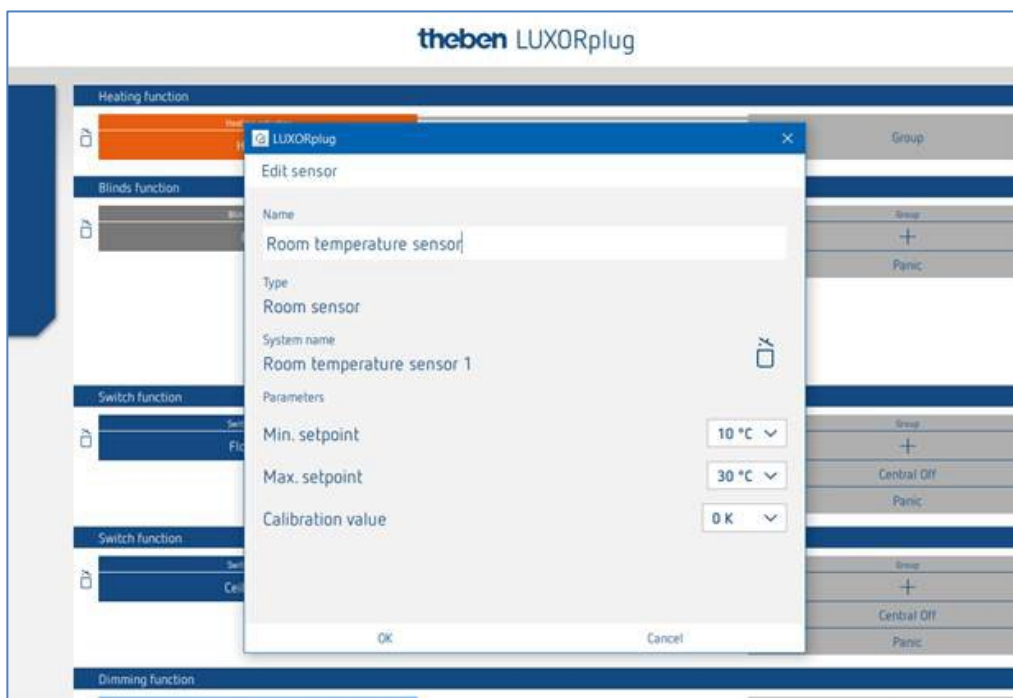 theben LUXORplug
Heating function
Group
LUXORplug
Edit sensor
Blinds function
Name
Room temperature sensor
Group
+
Panic
Type
Room sensor
System name
Room temperature sensor 1
Switch function
Parameters
Min. setpoint
10 °C
Group
+
Flo
Max. setpoint
30 °C
Central Off
Panic
Calibration value
0 K
Switch function
Group
+
Ceil
Central Off
Panic
OK
Cancel
Dimming function